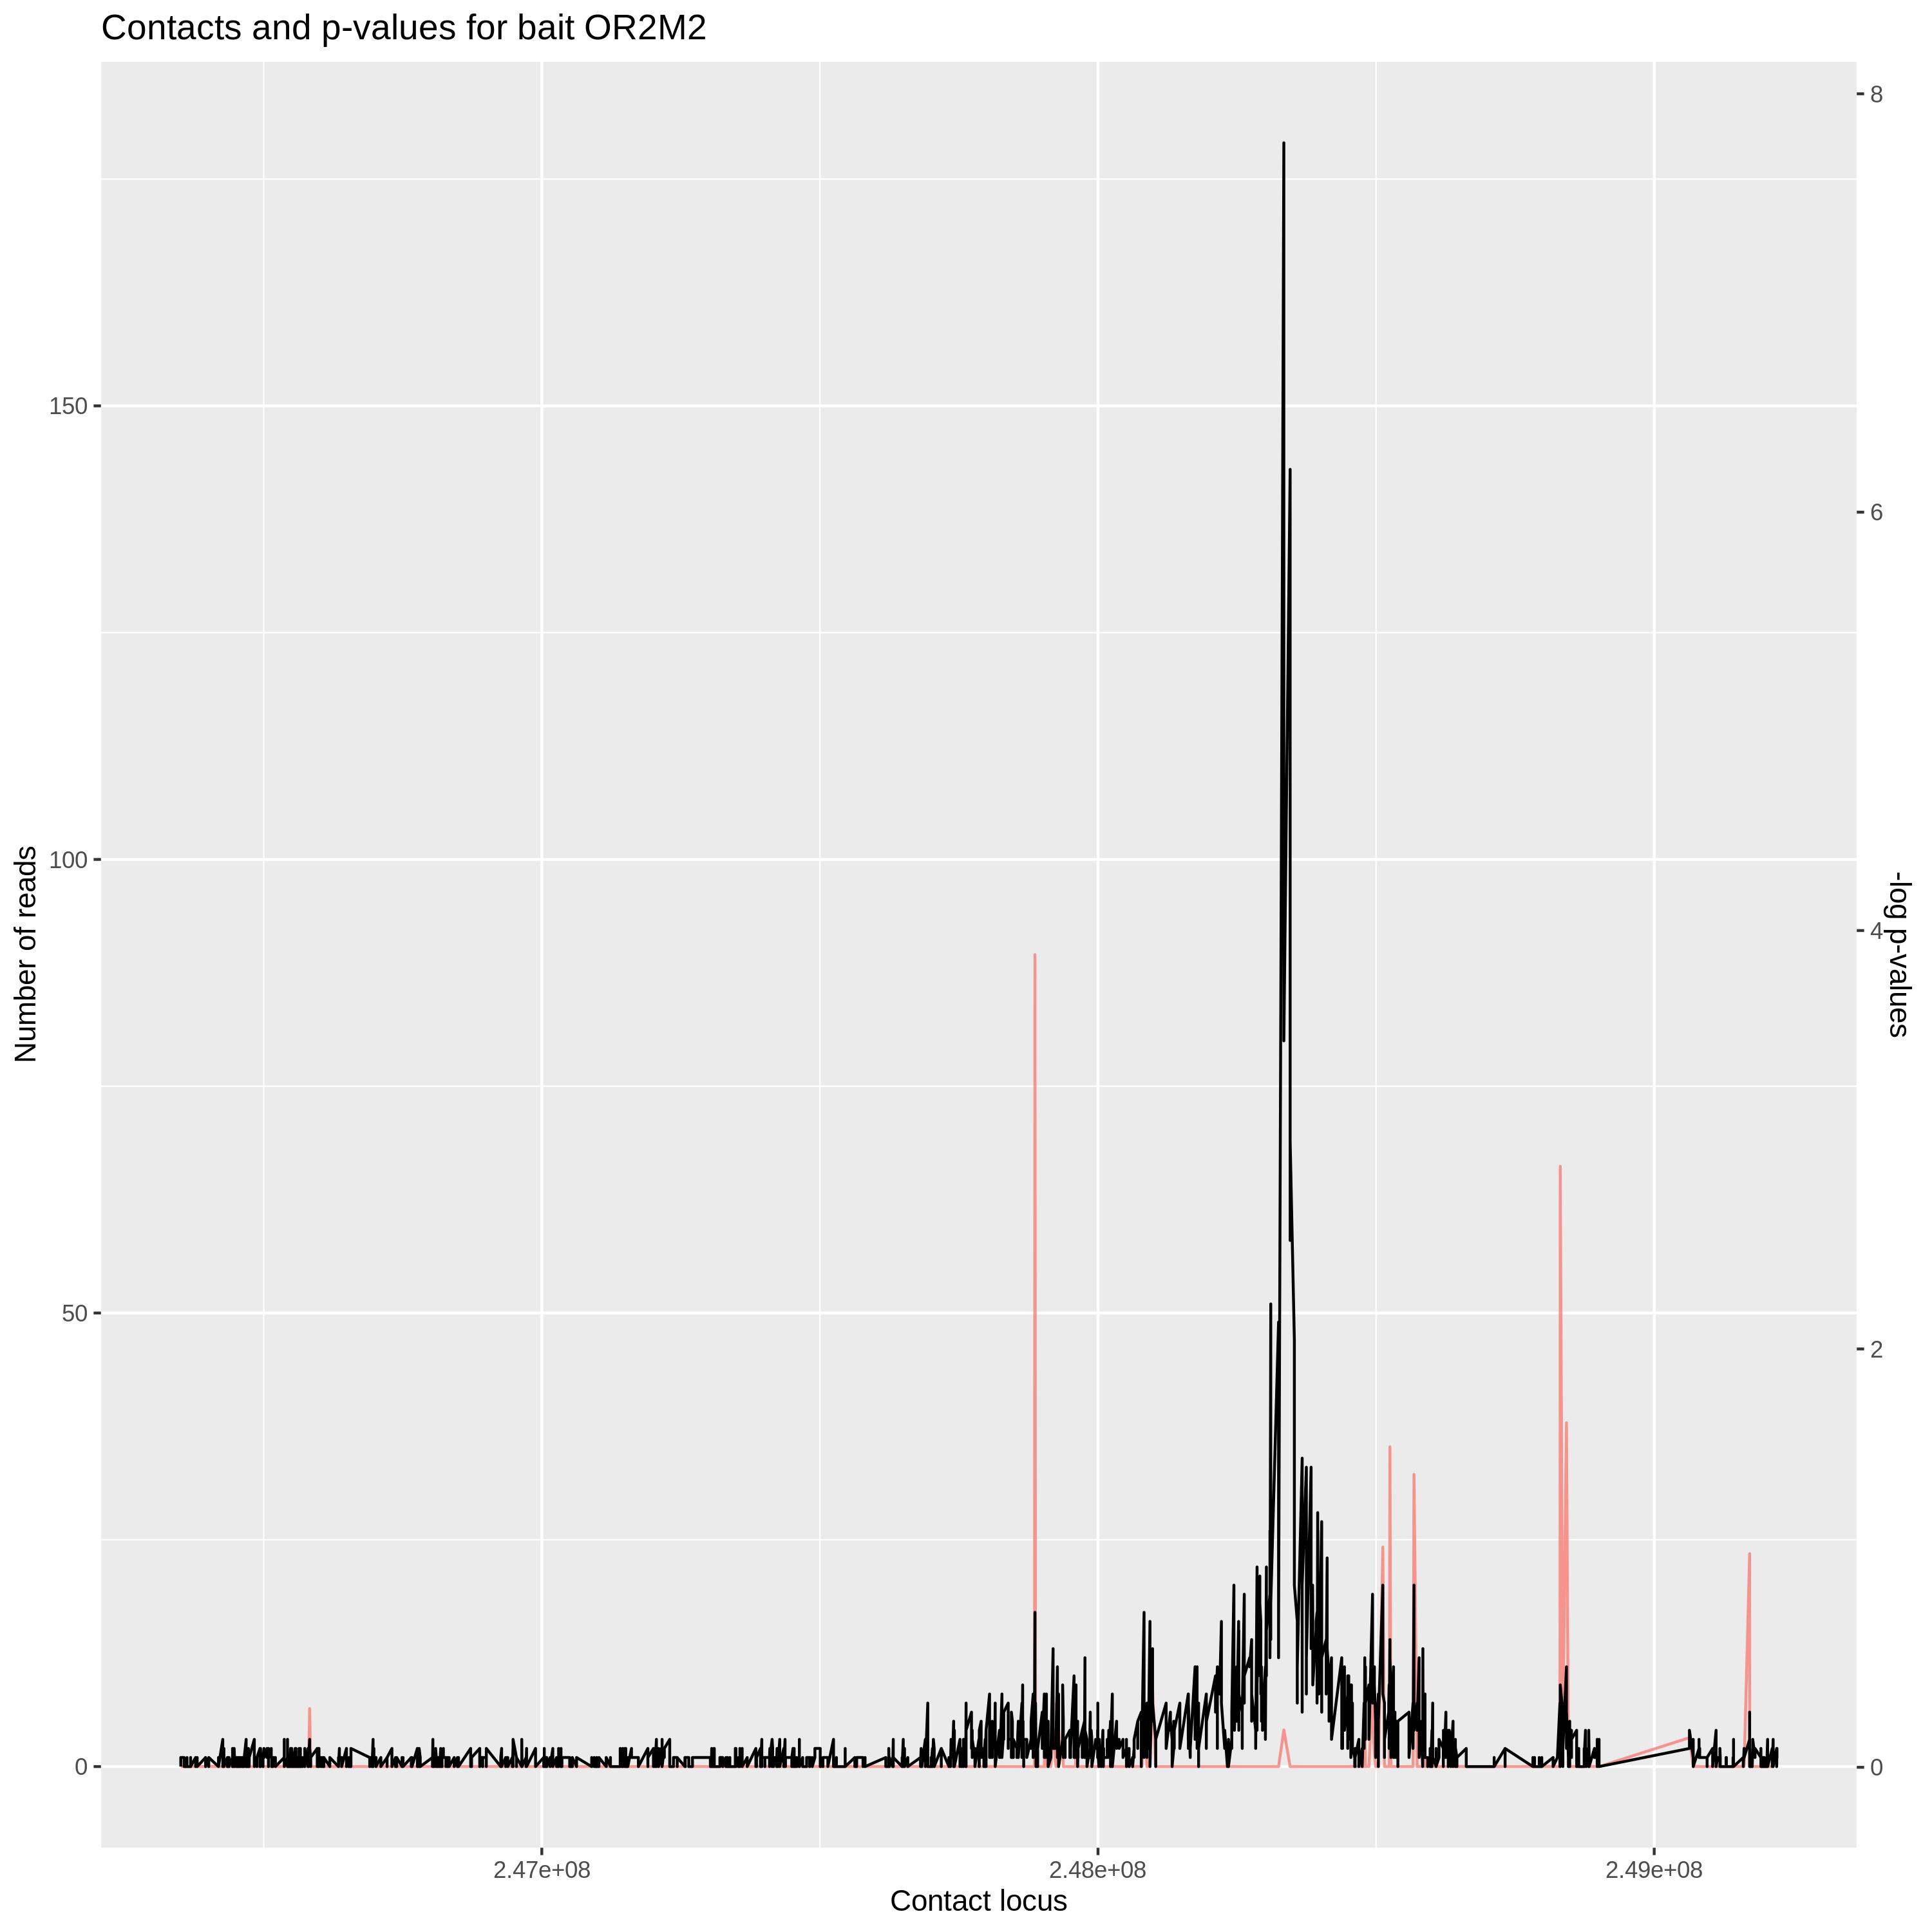 Contacts and p-values for bait OR2M2
Number of reads
150
100
50
0
8
6
4
2
0
-log p-values
2.47e+08
2.48e+08
2.49e+08
Contact locus